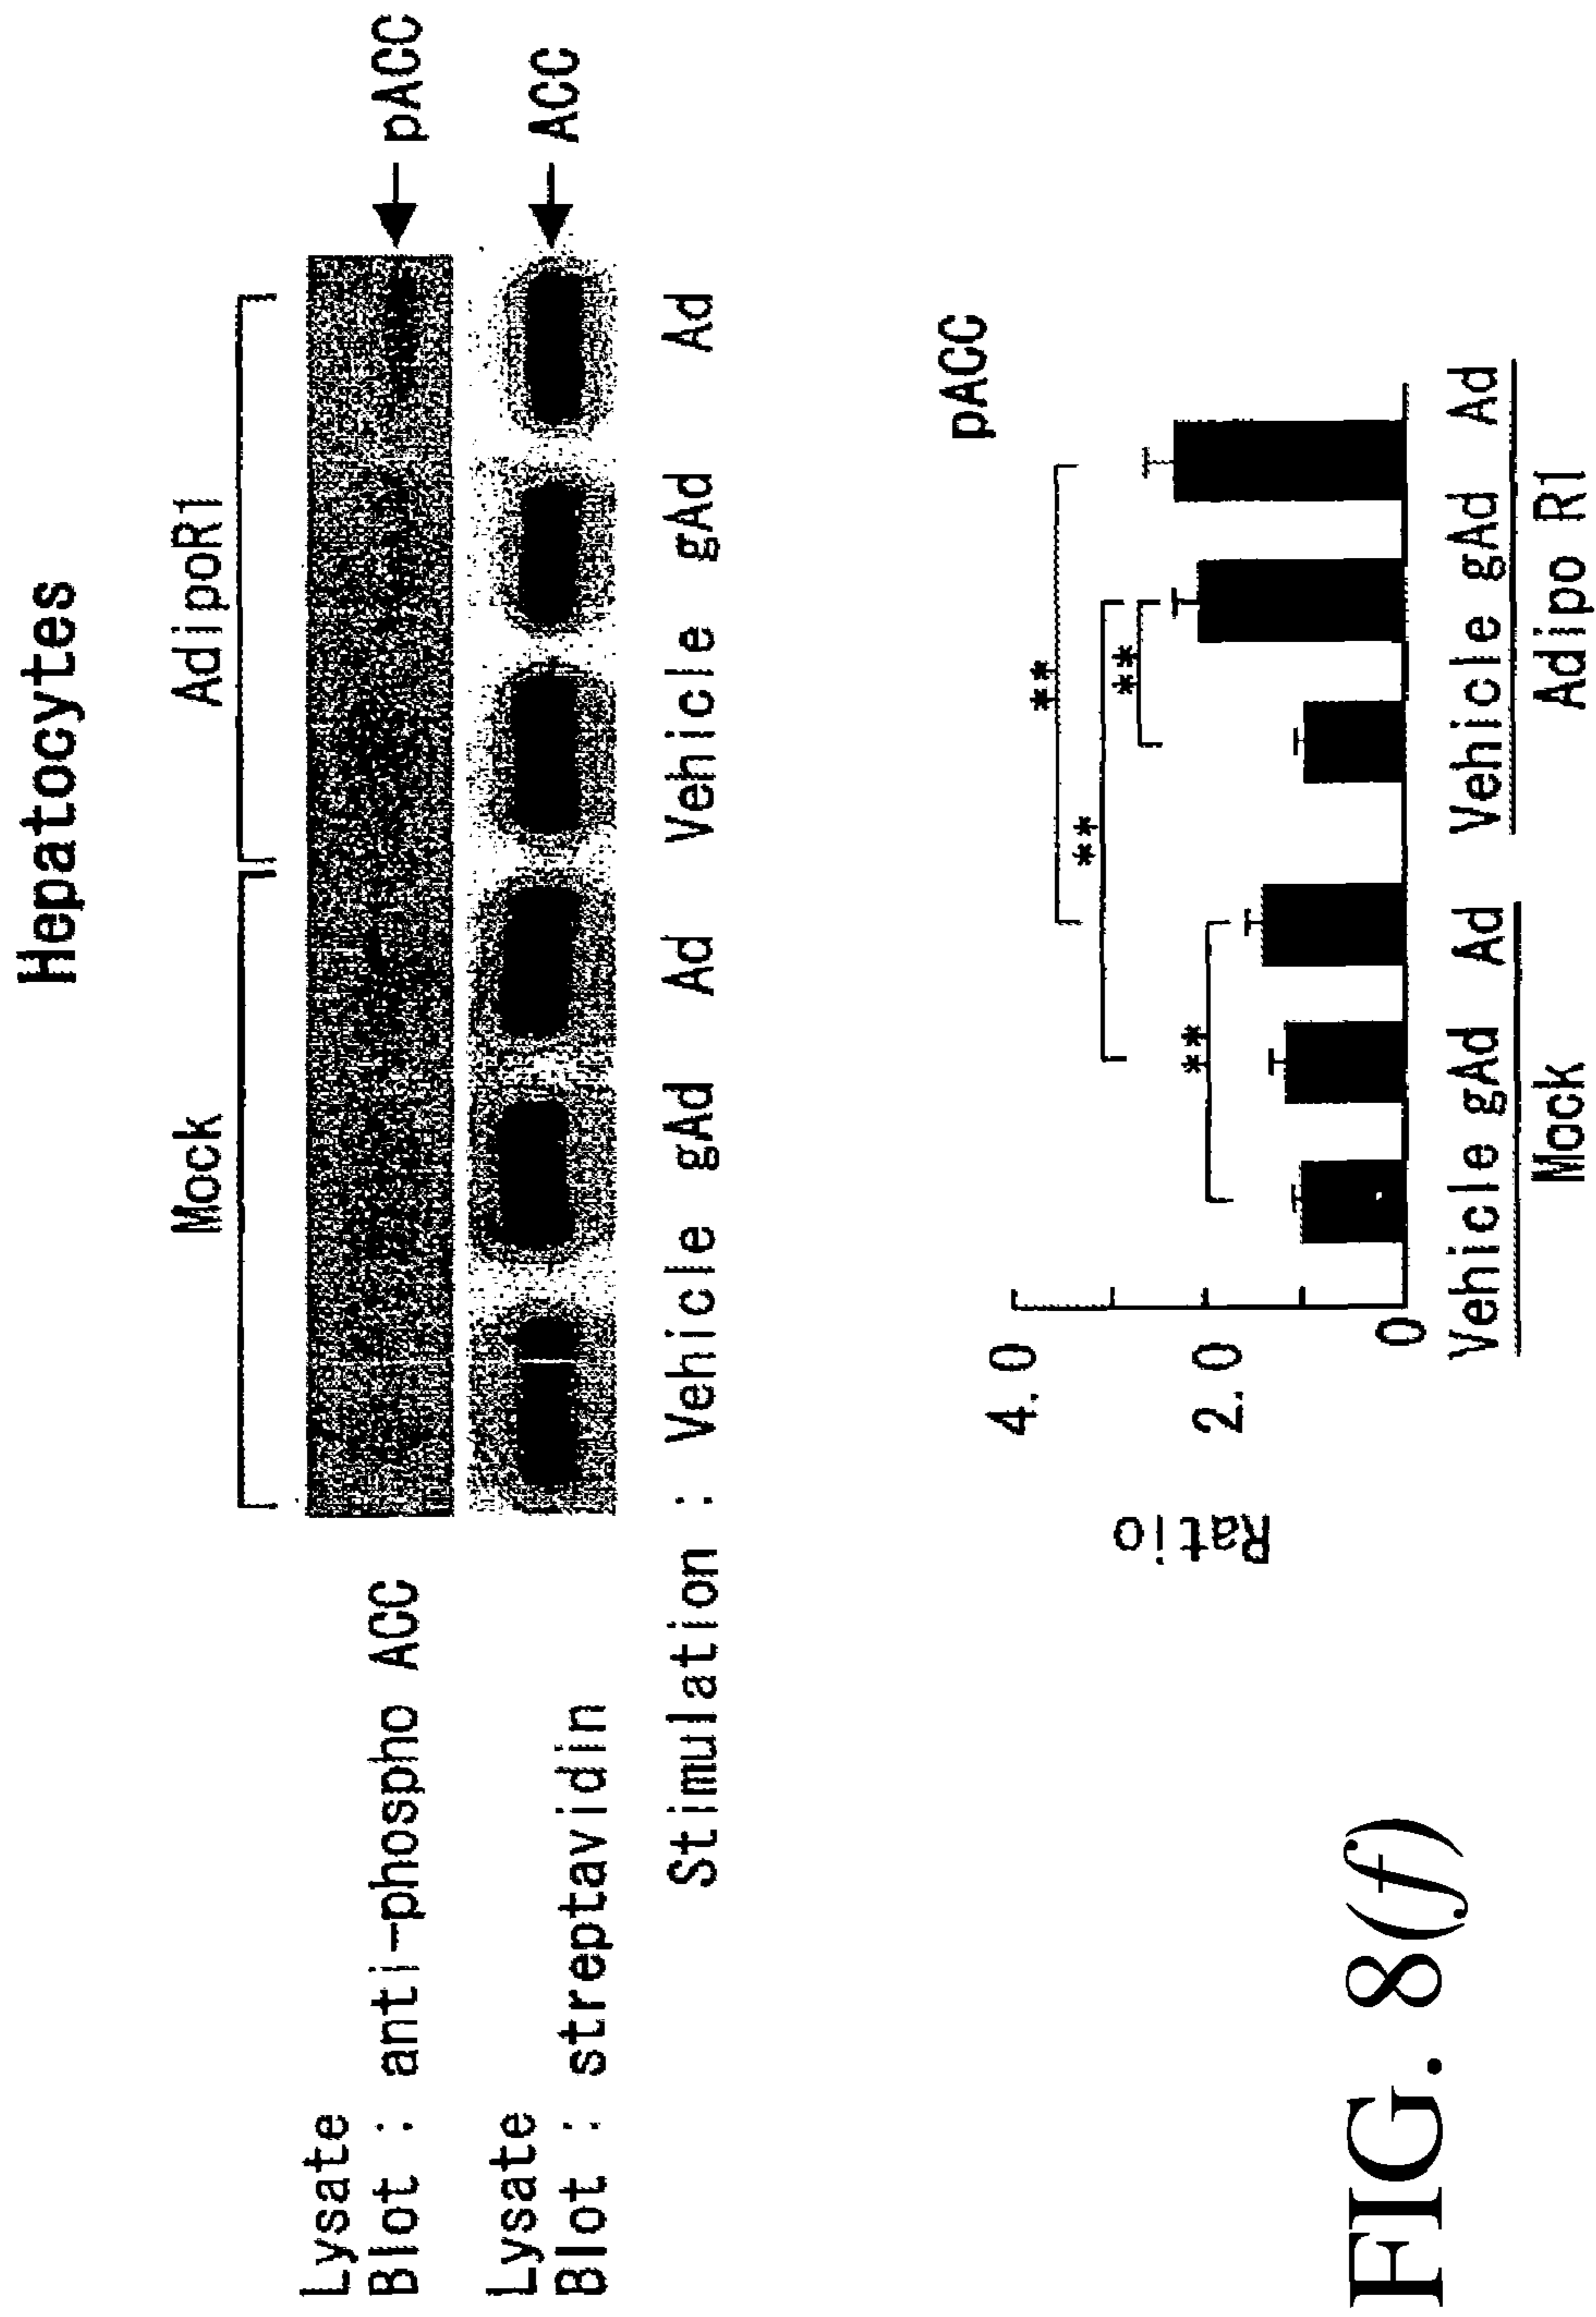 Hepatocytes
Mock AdipoR1
Lysate
Blot : anti-phospho ACC ← pACC
Lysate
Blot : streptavidin ← ACC
Stimulation : Vehicle gAd Ad Vehicle gAd Ad
pACC
**
**
**
**
Ratio
4.0
2.0
0
Vehicle gAd Ad Vehicle gAd Ad
Mock Adipo R1
FIG. 8(f)